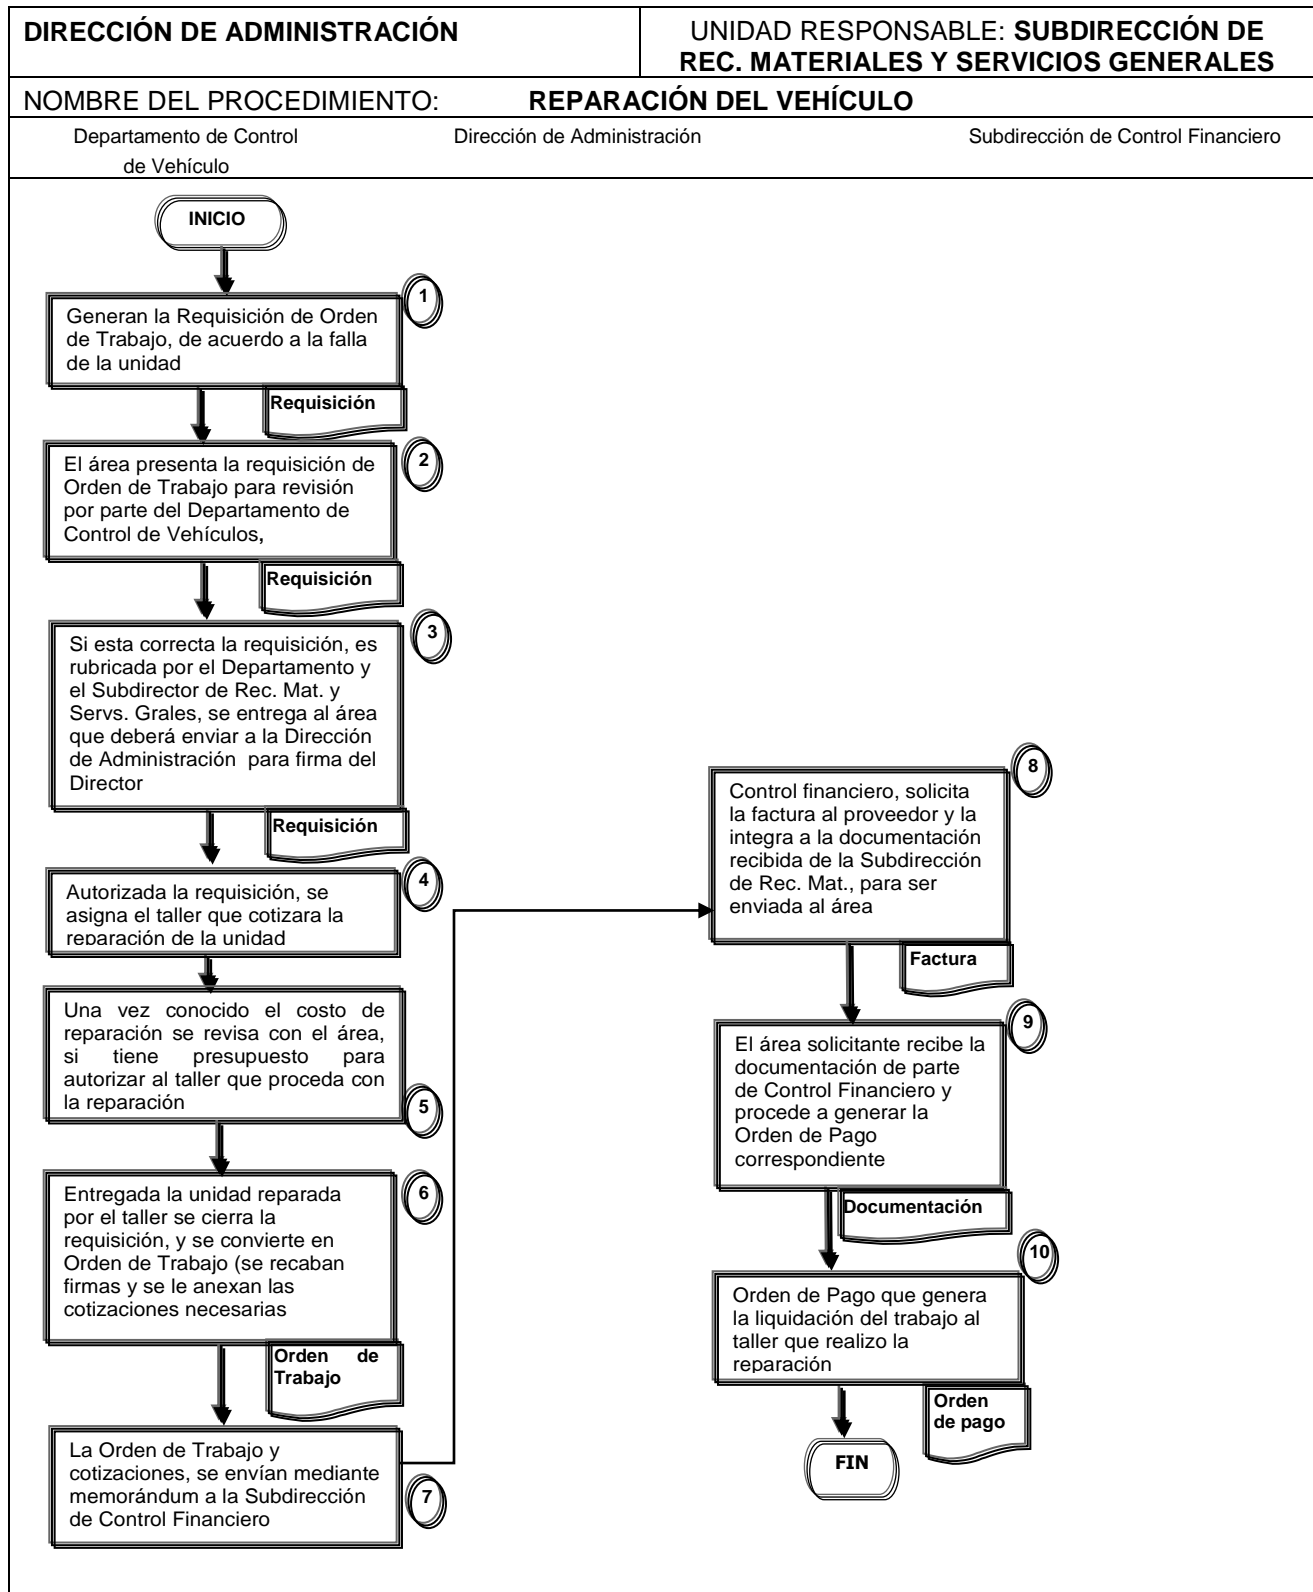 DIRECCIÓN DE ADMINISTRACIÓN
UNIDAD RESPONSABLE: SUBDIRECCIÓN DE
REC. MATERIALES Y SERVICIOS GENERALES
NOMBRE DEL PROCEDIMIENTO: REPARACIÓN DEL VEHÍCULO
Departamento de Control
de Vehículo
Dirección de Administración
Subdirección de Control Financiero
INICIO
1
Generan la Requisición de Orden
de Trabajo, de acuerdo a la falla
de la unidad
Requisición
2
El área presenta la requisición de
Orden de Trabajo para revisión
por parte del Departamento de
Control de Vehículos,
Requisición
3
Si esta correcta la requisición, es
rubricada por el Departamento y
el Subdirector de Rec. Mat. y
Servs. Grales, se entrega al área
que deberá enviar a la Dirección
de Administración para firma del
Director
Requisición
4
Autorizada la requisición, se
asigna el taller que cotizara la
reparación de la unidad
Una vez conocido el costo de
reparación se revisa con el área,
si tiene presupuesto para
autorizar al taller que proceda con
la reparación
5
6
Entregada la unidad reparada
por el taller se cierra la
requisición, y se convierte en
Orden de Trabajo (se recaban
firmas y se le anexan las
cotizaciones necesarias
Orden de
Trabajo
La Orden de Trabajo y
cotizaciones, se envían mediante
memorándum a la Subdirección
de Control Financiero
7
8
Control financiero, solicita
la factura al proveedor y la
integra a la documentación
recibida de la Subdirección
de Rec. Mat., para ser
enviada al área
Factura
9
El área solicitante recibe la
documentación de parte
de Control Financiero y
procede a generar la
Orden de Pago
correspondiente
Documentación
10
Orden de Pago que genera
la liquidación del trabajo al
taller que realizo la
reparación
Orden
de pago
FIN